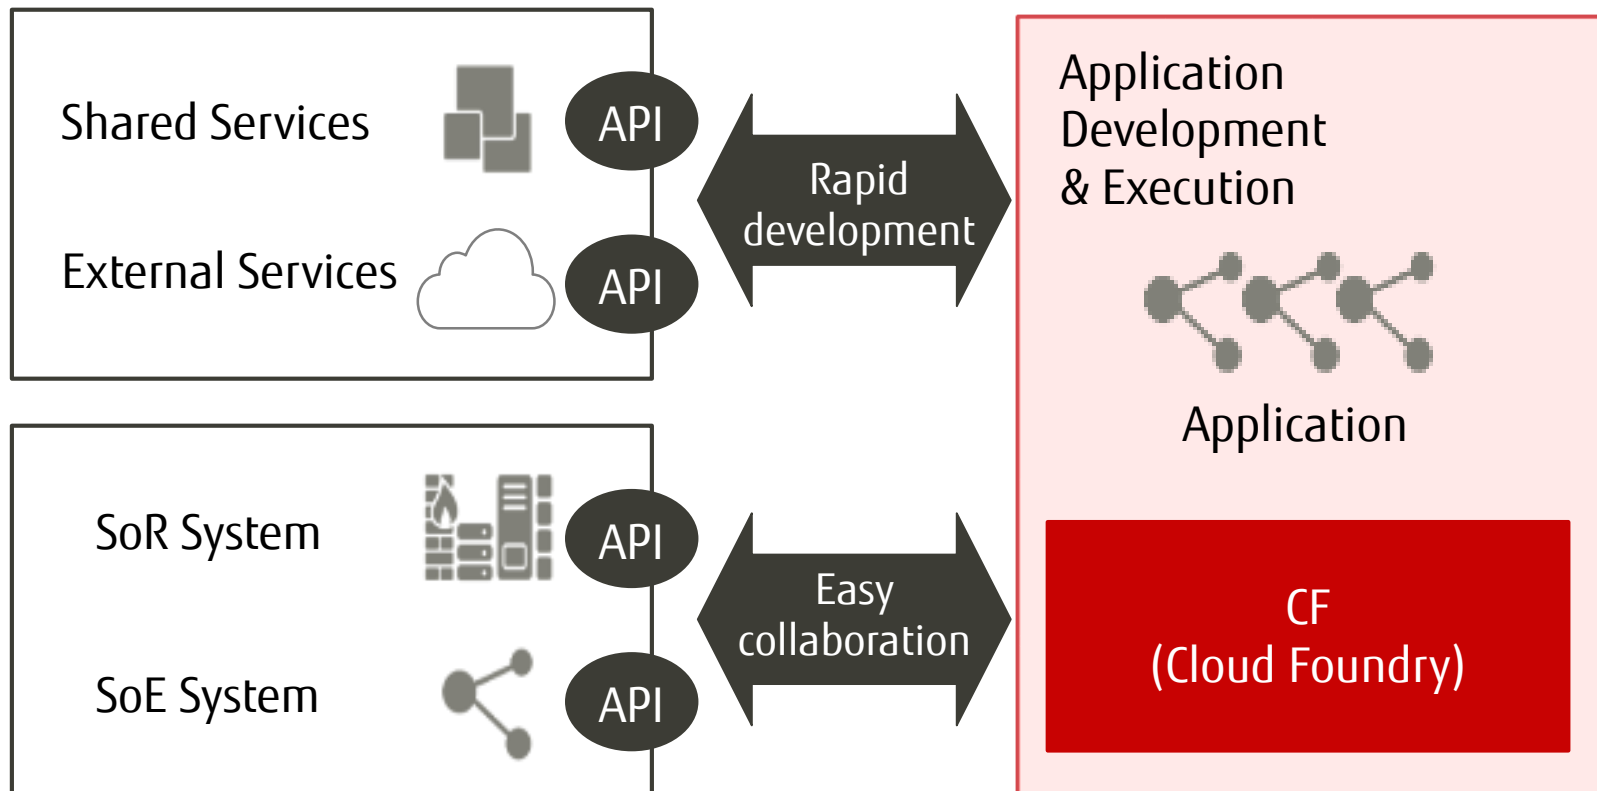 Shared Services
API
External Services
API
Rapid
development
SoR System
API
SoE System
API
Easy
collaboration
Application
Development
& Execution
Application
CF
(Cloud Foundry)